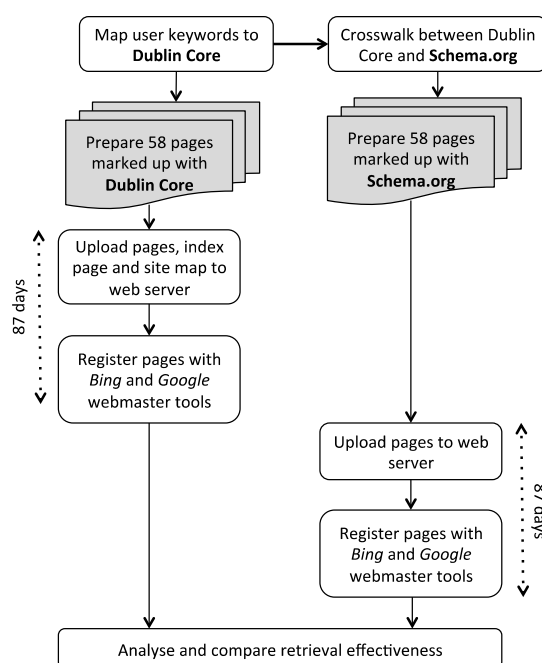 Map user keywords to
Dublin Core
Crosswalk between Dublin
Core and Schema.org
Prepare 58 pages
marked up with
Dublin Core
Prepare 58 pages
marked up with
Schema.org
Upload pages, index
page and site map to
web server
87 days
Register pages with
Bing and Google
webmaster tools
Upload pages to web
server
87 days
Register pages with
Bing and Google
webmaster tools
Analyse and compare retrieval effectiveness